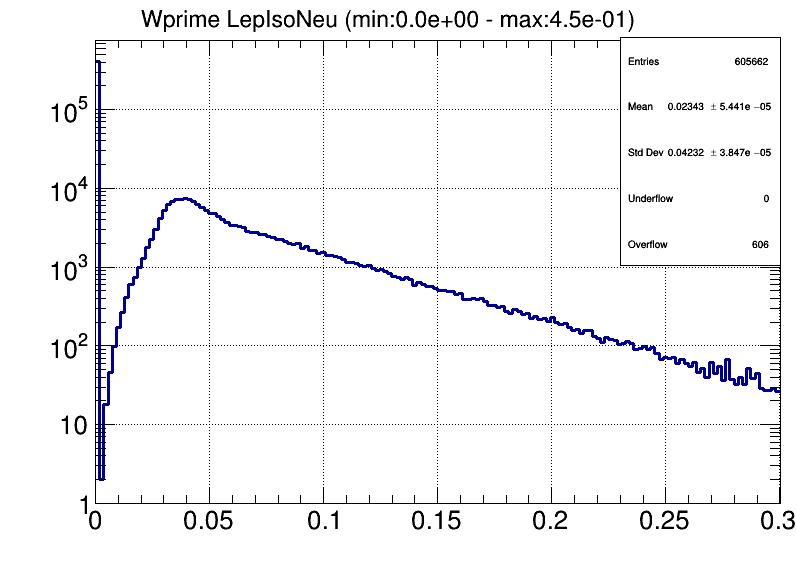 Wprime LepIsoNeu (min:0.0e+00 - max:4.5e-01)
Entries 605662
Mean 0.02343 ± 5.441e −05
Std Dev 0.04232 ± 3.847e −05
Underflow 0
Overflow 606
10^5
10^4
10^3
10^2
10
1
0 0.05 0.1 0.15 0.2 0.25 0.3